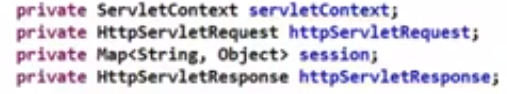 private ServletContext servletContext;
private HttpServletRequest httpServletRequest;
private Map<String, Object> session;
private HttpServletResponse httpServletResponse;